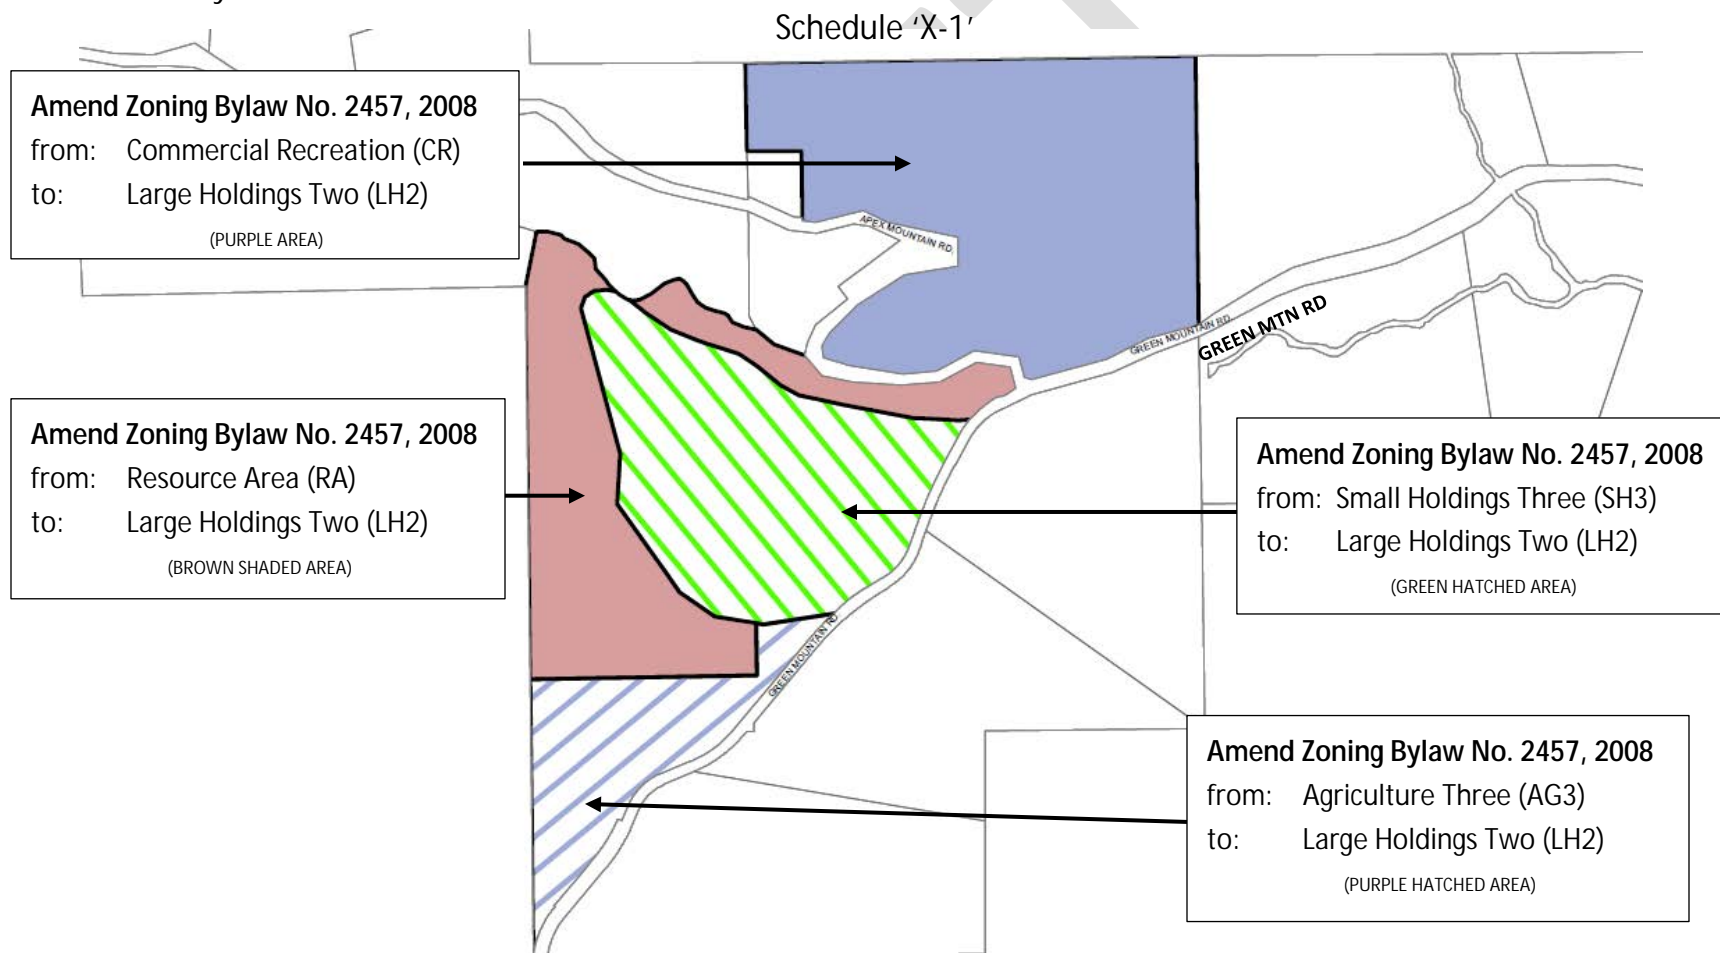 Schedule 'X-1'
Amend Zoning Bylaw No. 2457, 2008
from: Commercial Recreation (CR)
to: Large Holdings Two (LH2)
(PURPLE AREA)
APEX MOUNTAIN RD.
GREEN MOUNTAIN RD.
GREEN MTN RD
Amend Zoning Bylaw No. 2457, 2008
from: Resource Area (RA)
to: Large Holdings Two (LH2)
(BROWN SHADED AREA)
Amend Zoning Bylaw No. 2457, 2008
from: Small Holdings Three (SH3)
to: Large Holdings Two (LH2)
(GREEN HATCHED AREA)
GREEN MOUNTAIN RD
Amend Zoning Bylaw No. 2457, 2008
from: Agriculture Three (AG3)
to: Large Holdings Two (LH2)
(PURPLE HATCHED AREA)